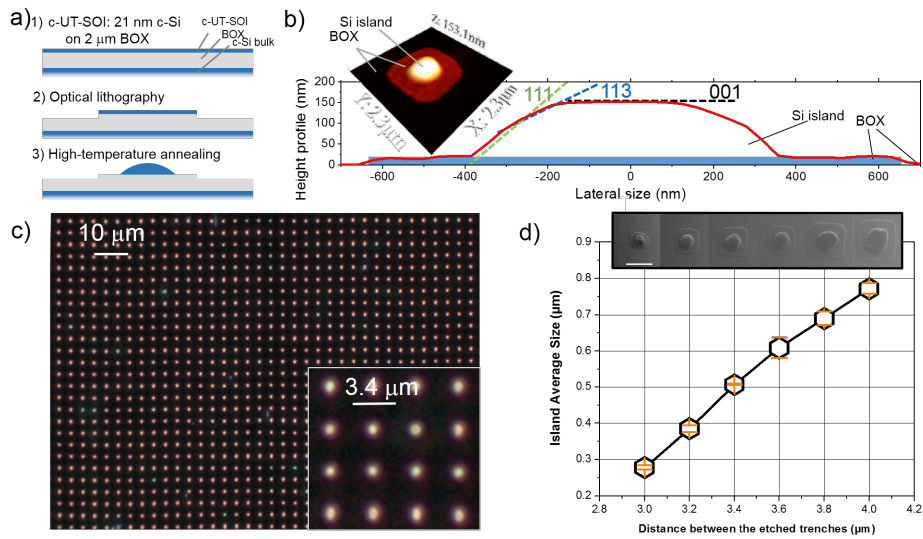 a)
1) c-UT-SOI: 21 nm c-Si
on 2 μm BOX
c-UT-SOI
BOX
c-Si bulk
2) Optical lithography
3) High-temperature annealing
b)
Si island
BOX
Z: 153.1nm
Y: 2.3μm
X: 2.3μm
111
113
001
Si island
BOX
Height profile (nm)
200
150
100
50
0
-600
-400
-200
0
200
400
600
Lateral size (nm)
c)
10 μm
3.4 μm
d)
Island Average Size (μm)
0.9
0.8
0.7
0.6
0.5
0.4
0.3
0.2
2.8
3.0
3.2
3.4
3.6
3.8
4.0
4.2
Distance between the etched trenches (μm)